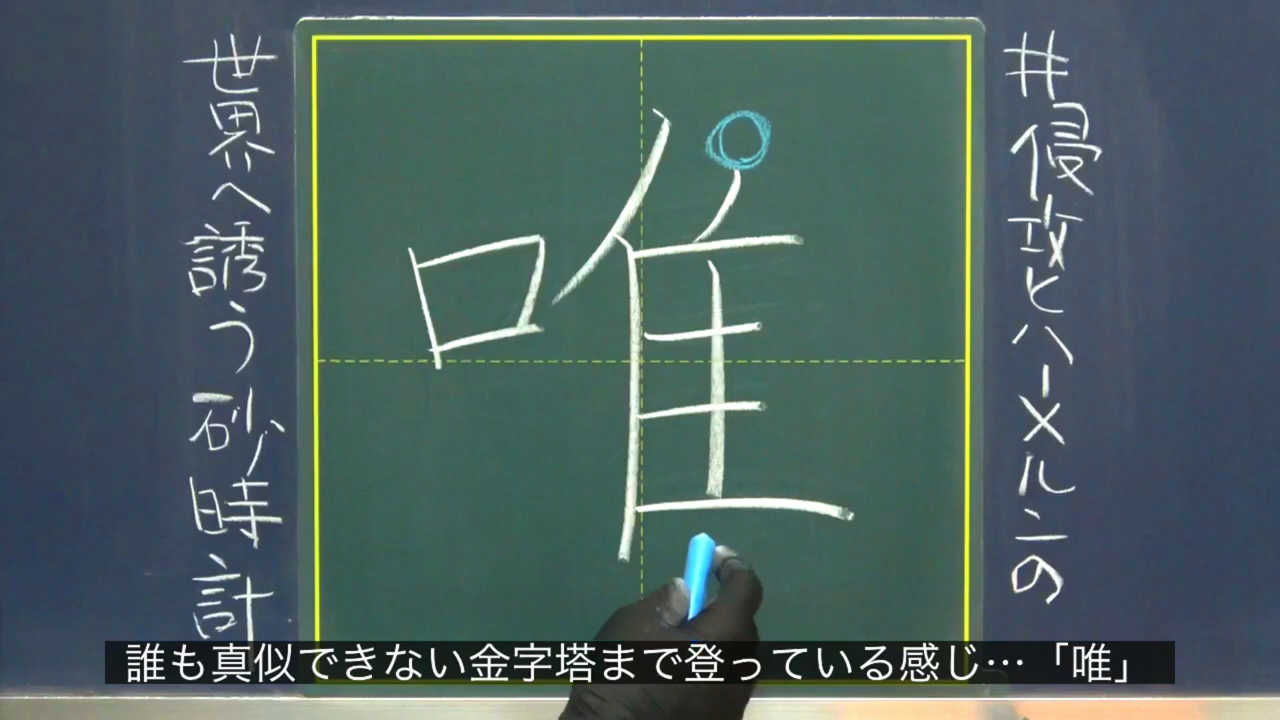 #侵攻とハーメルンの
唯
世界へ誘う砂時計
誰も真似できない金字塔まで登っている感じ…「唯」